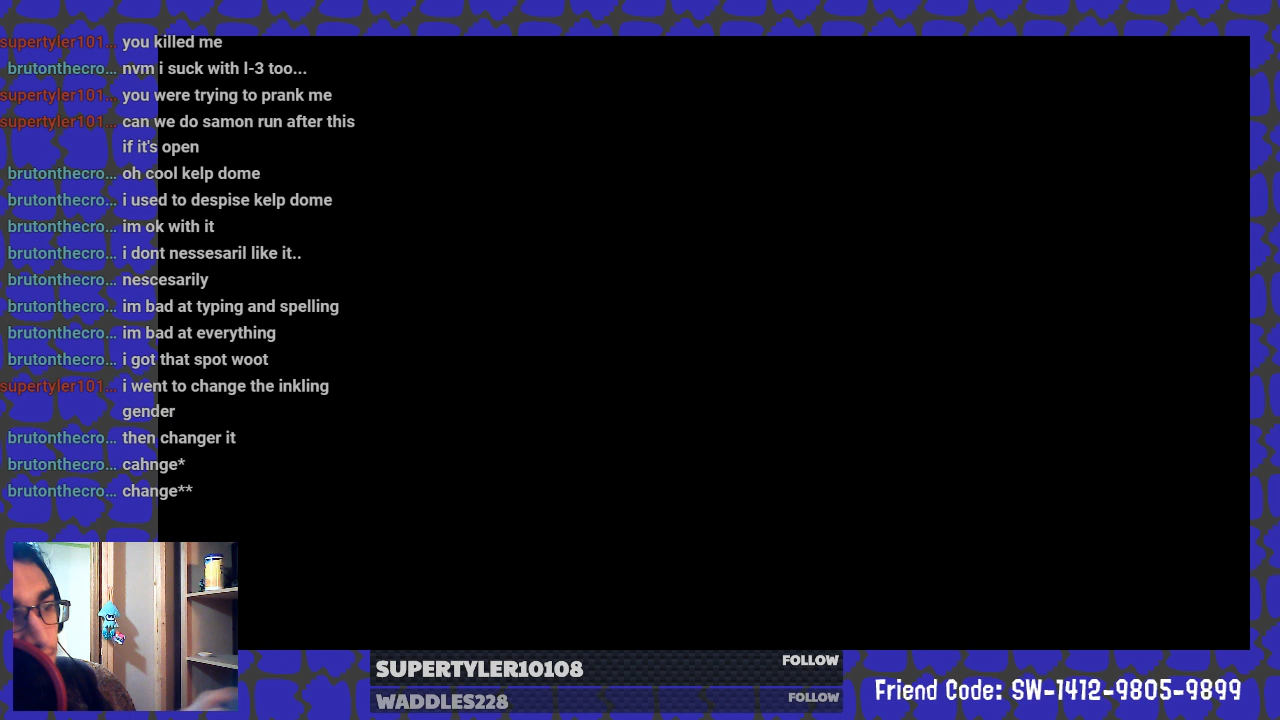 supertyler101... you killed me
brutonthecro... nvm i suck with l-3 too...
supertyler101... you were trying to prank me
supertyler101... can we do samon run after this
if it's open
brutonthecro... oh cool kelp dome
brutonthecro... i used to despise kelp dome
brutonthecro... im ok with it
brutonthecro... i dont nessesaril like it..
brutonthecro... nescesarily
brutonthecro... im bad at typing and spelling
brutonthecro... im bad at everything
brutonthecro... i got that spot woot
supertyler101... i went to change the inkling
gender
brutonthecro... then changer it
brutonthecro... cahnge*
brutonthecro... change**
SUPERTYLER10108 FOLLOW
WADDLES228 FOLLOW
Friend Code: SW-1412-9805-9899